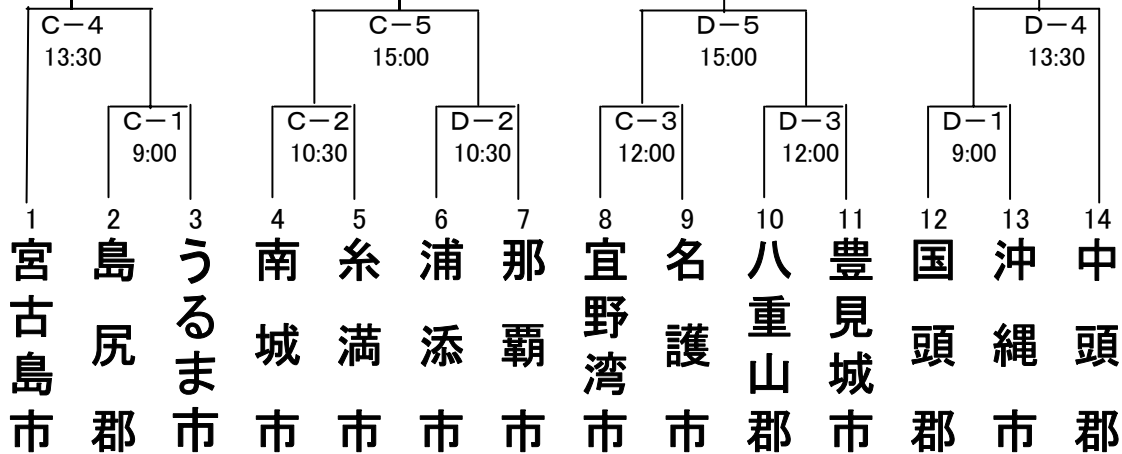 C－4 C－5 D－5 D－4
13:30 15:00 15:00 13:30
C－1 C－2 D－2 C－3 D－3 D－1
9:00 10:30 10:30 12:00 12:00 9:00
1 2 3 4 5 6 7 8 9 10 11 12 13 14
宮古島市
島尻郡
うるま市
南城市
糸満市
浦添市
那覇市
宜野湾市
名護市
八重山郡
豊見城市
国頭郡
沖縄市
中頭郡